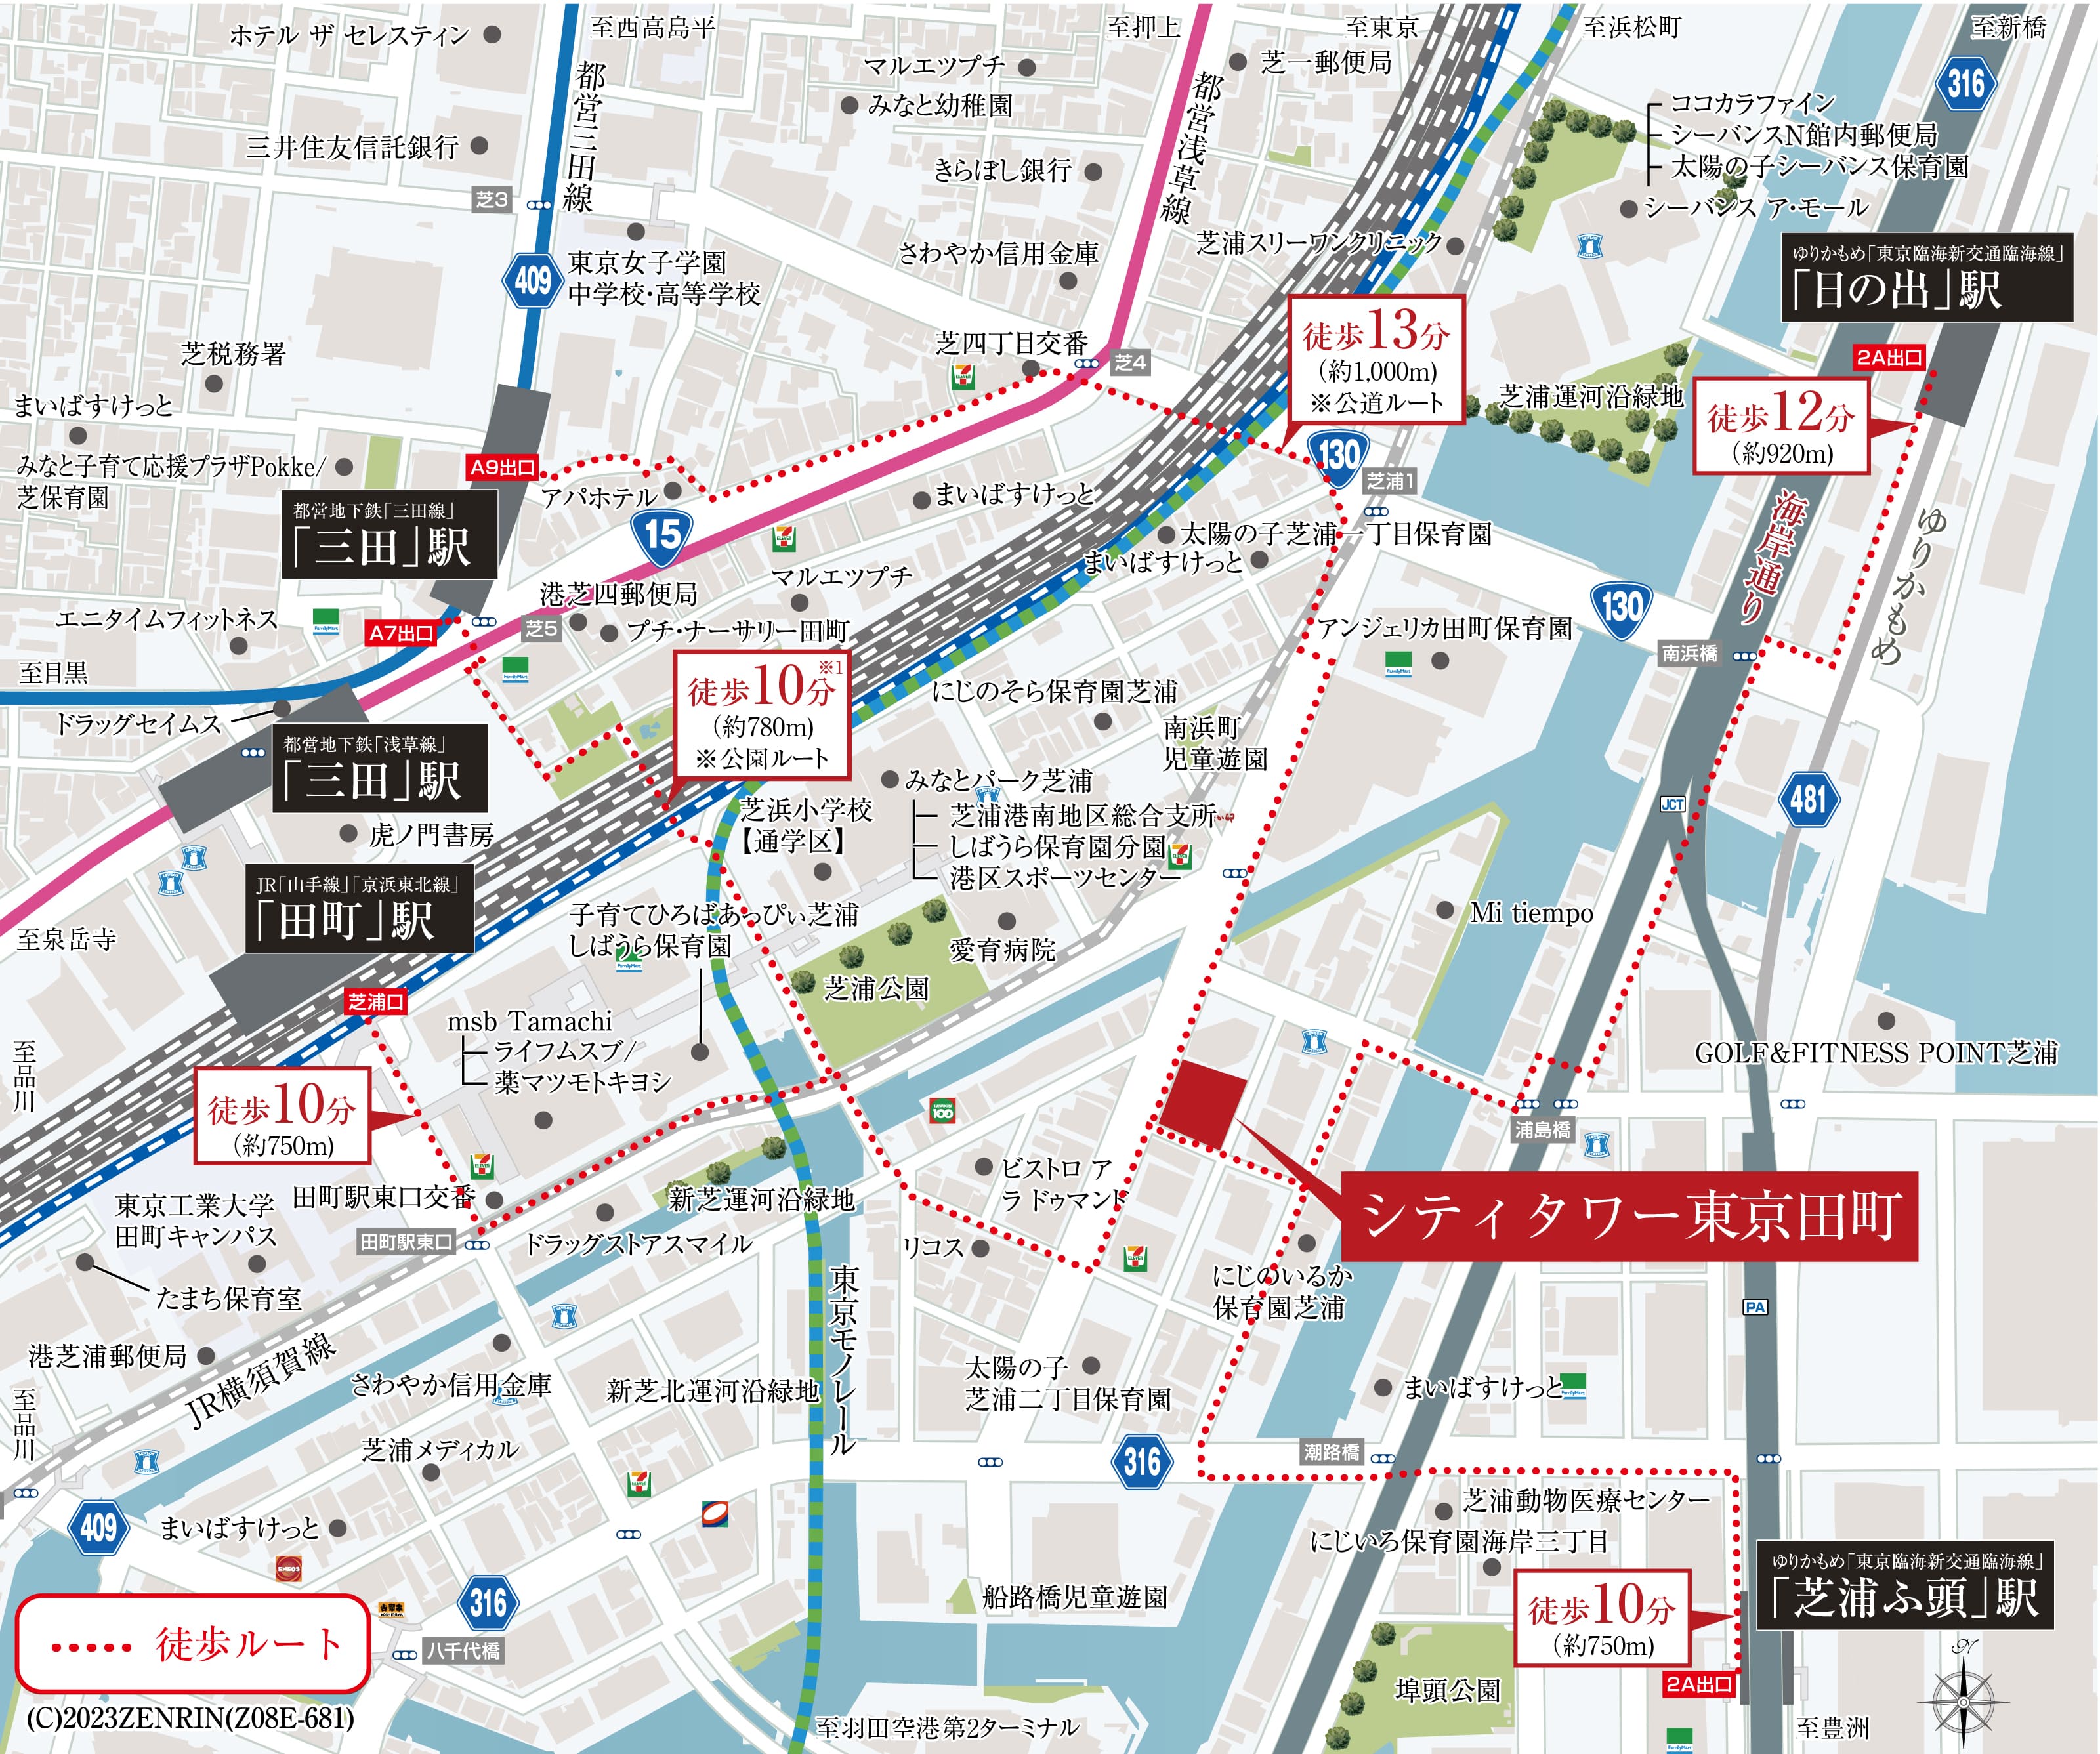 ホテル ザ セレスティン
至西高島平
都営三田線
至押上
都営浅草線
至東京
至浜松町
至新橋
316
マルエツプチ
みなと幼稚園
芝一郵便局
ココカラファイン
シーバンスN館内郵便局
太陽の子シーバンス保育園
シーバンス ア・モール
三井住友信託銀行
芝3
きらぼし銀行
芝浦スリーワンクリニック
さわやか信用金庫
409
東京女子学園
中学校・高等学校
ゆりかもめ「東京臨海新交通臨海線」
「日の出」駅
2A出口
芝税務署
芝四丁目交番
芝4
徒歩13分
(約1,000m)
※公道ルート
芝浦運河沿緑地
徒歩12分
(約920m)
まいばすけっと
みなと子育て応援プラザPokke/
芝保育園
A9出口
アパホテル
まいばすけっと
130
芝浦1
海岸通り
ゆりかもめ
都営地下鉄「三田線」
「三田」駅
15
太陽の子芝浦一丁目保育園
まいばすけっと
マルエツプチ
港芝四郵便局
芝5
プチ・ナーサリー田町
エニタイムフィットネス
A7出口
アンジェリカ田町保育園
130
南浜橋
至目黒
徒歩10分※1
(約780m)
※公園ルート
にじのそら保育園芝浦
南浜町
児童遊園
ドラッグセイムス
都営地下鉄「浅草線」
「三田」駅
みなとパーク芝浦
芝浦港南地区総合支所
しばうら保育園分園
港区スポーツセンター
芝浜小学校
【通学区】
JCT
481
虎ノ門書房
JR「山手線」「京浜東北線」
「田町」駅
至泉岳寺
子育てひろばあっぴぃ芝浦
しばうら保育園
愛育病院
芝浦公園
Mi tiempo
芝浦口
msb Tamachi
ライフムスブ/
薬マツモトキヨシ
至品川
GOLF&FITNESS POINT芝浦
徒歩10分
(約750m)
浦島橋
東京工業大学
田町キャンパス
田町駅東口交番
田町駅東口
ドラッグストアスマイル
新芝運河沿緑地
ビストロ ア
ラ ドゥマンド
リコス
シティタワー東京田町
たまち保育室
にじのいるか
保育園芝浦
東京モノレール
PA
港芝浦郵便局
JR横須賀線
至品川
さわやか信用金庫
新芝北運河沿緑地
太陽の子
芝浦二丁目保育園
まいばすけっと
芝浦メディカル
潮路橋
316
409
まいばすけっと
ENEOS
芝浦動物医療センター
にじいろ保育園海岸三丁目
ゆりかもめ「東京臨海新交通臨海線」
「芝浦ふ頭」駅
316
八千代橋
船路橋児童遊園
徒歩10分
(約750m)
2A出口
徒歩ルート
埠頭公園
N
(C)2023ZENRIN(Z08E-681)
至羽田空港第2ターミナル
至豊洲